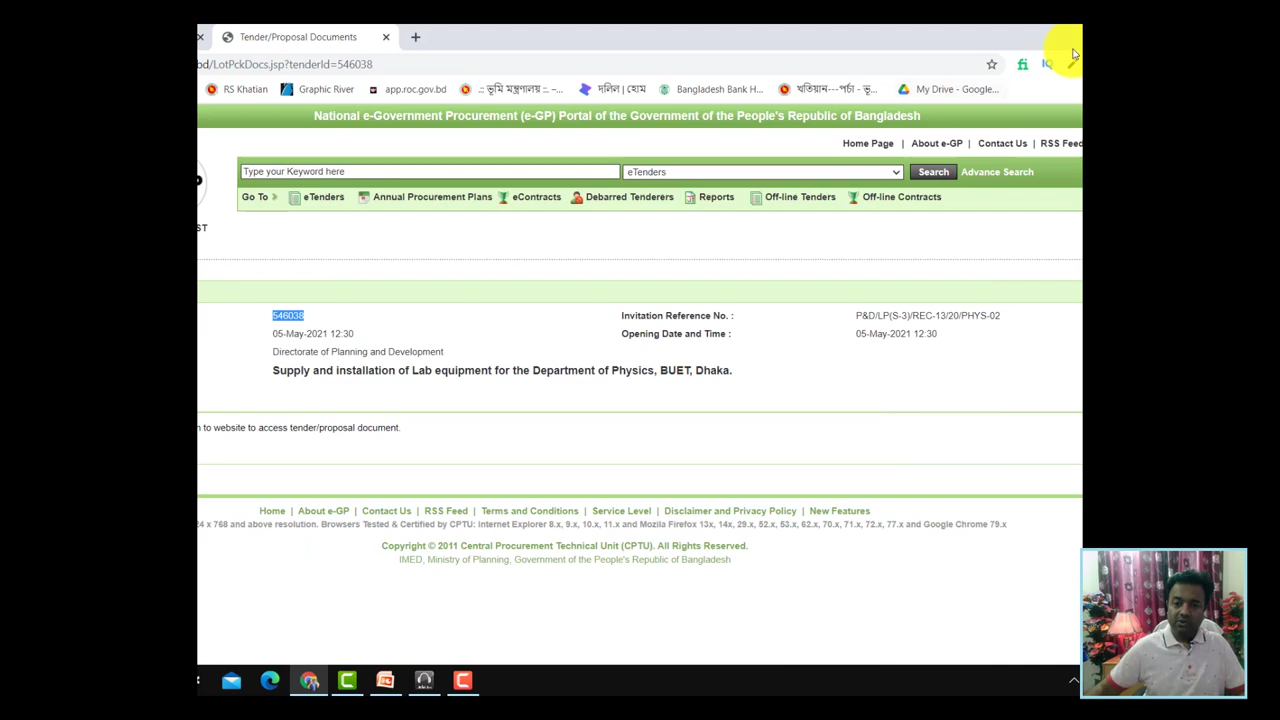 Tender/Proposal Documents
bd/LotPckDocs.jsp?tenderId=546038
RS Khatian Graphic River app.roc.gov.bd .:: ভূমি মন্ত্রণালয় ::. –... দলিল | হোম Bangladesh Bank H... খতিয়ান---পর্চা - ভূ... My Drive - Google...
National e-Government Procurement (e-GP) Portal of the Government of the People's Republic of Bangladesh
Home Page | About e-GP | Contact Us | RSS Feed
Type your Keyword here eTenders Search Advance Search
Go To eTenders Annual Procurement Plans eContracts Debarred Tenderers Reports Off-line Tenders Off-line Contracts
ST
546038 Invitation Reference No. : P&D/LP(S-3)/REC-13/20/PHYS-02
05-May-2021 12:30 Opening Date and Time : 05-May-2021 12:30
Directorate of Planning and Development
Supply and installation of Lab equipment for the Department of Physics, BUET, Dhaka.
n to website to access tender/proposal document.
Home | About e-GP | Contact Us | RSS Feed | Terms and Conditions | Service Level | Disclaimer and Privacy Policy | New Features
24 x 768 and above resolution. Browsers Tested & Certified by CPTU: Internet Explorer 8.x, 9.x, 10.x, 11.x and Mozila Firefox 13x, 14x, 29.x, 52.x, 53.x, 62.x, 70.x, 71.x, 72.x, 77.x and Google Chrome 79.x
Copyright © 2011 Central Procurement Technical Unit (CPTU). All Rights Reserved.
IMED, Ministry of Planning, Government of the People's Republic of Bangladesh